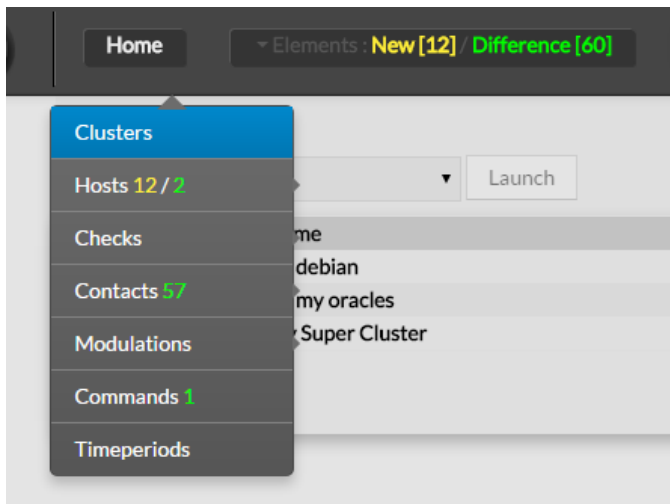 Home
Elements : New [12] / Difference [60]
Clusters
Hosts 12 / 2
Launch
Checks
me
debian
Contacts 57
my oracles
Modulations
Super Cluster
Commands 1
Timeperiods